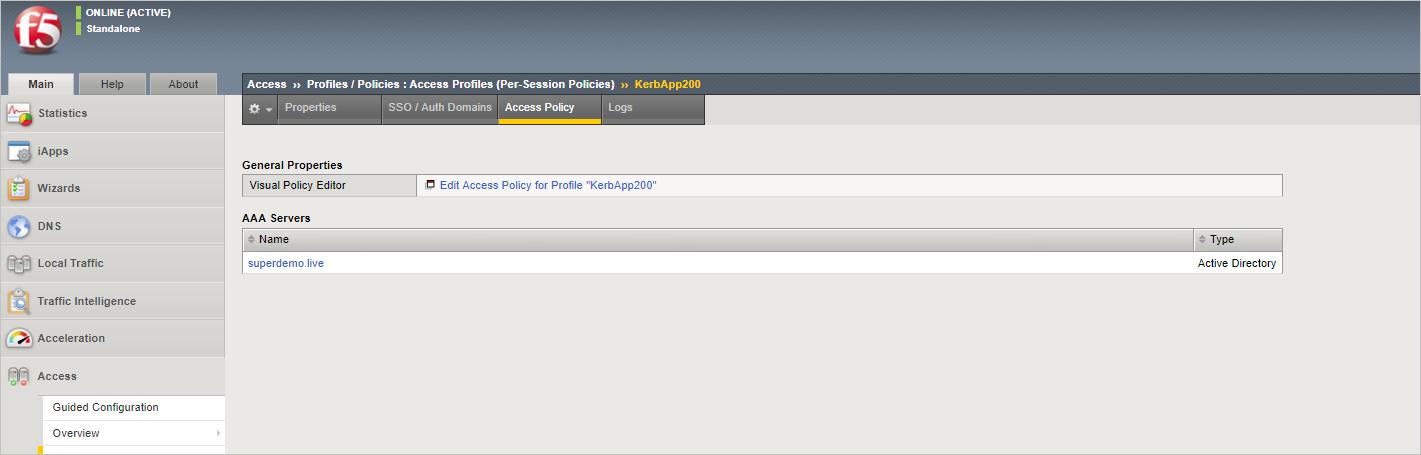 f5
ONLINE (ACTIVE)
Standalone
Main Help About
Access ›› Profiles / Policies : Access Profiles (Per-Session Policies) ›› KerbApp200
Properties SSO / Auth Domains Access Policy Logs
Statistics
iApps
Wizards
DNS
Local Traffic
Traffic Intelligence
Acceleration
Access
Guided Configuration
Overview
General Properties
Visual Policy Editor Edit Access Policy for Profile "KerbApp200"
AAA Servers
Name Type
superdemo.live Active Directory